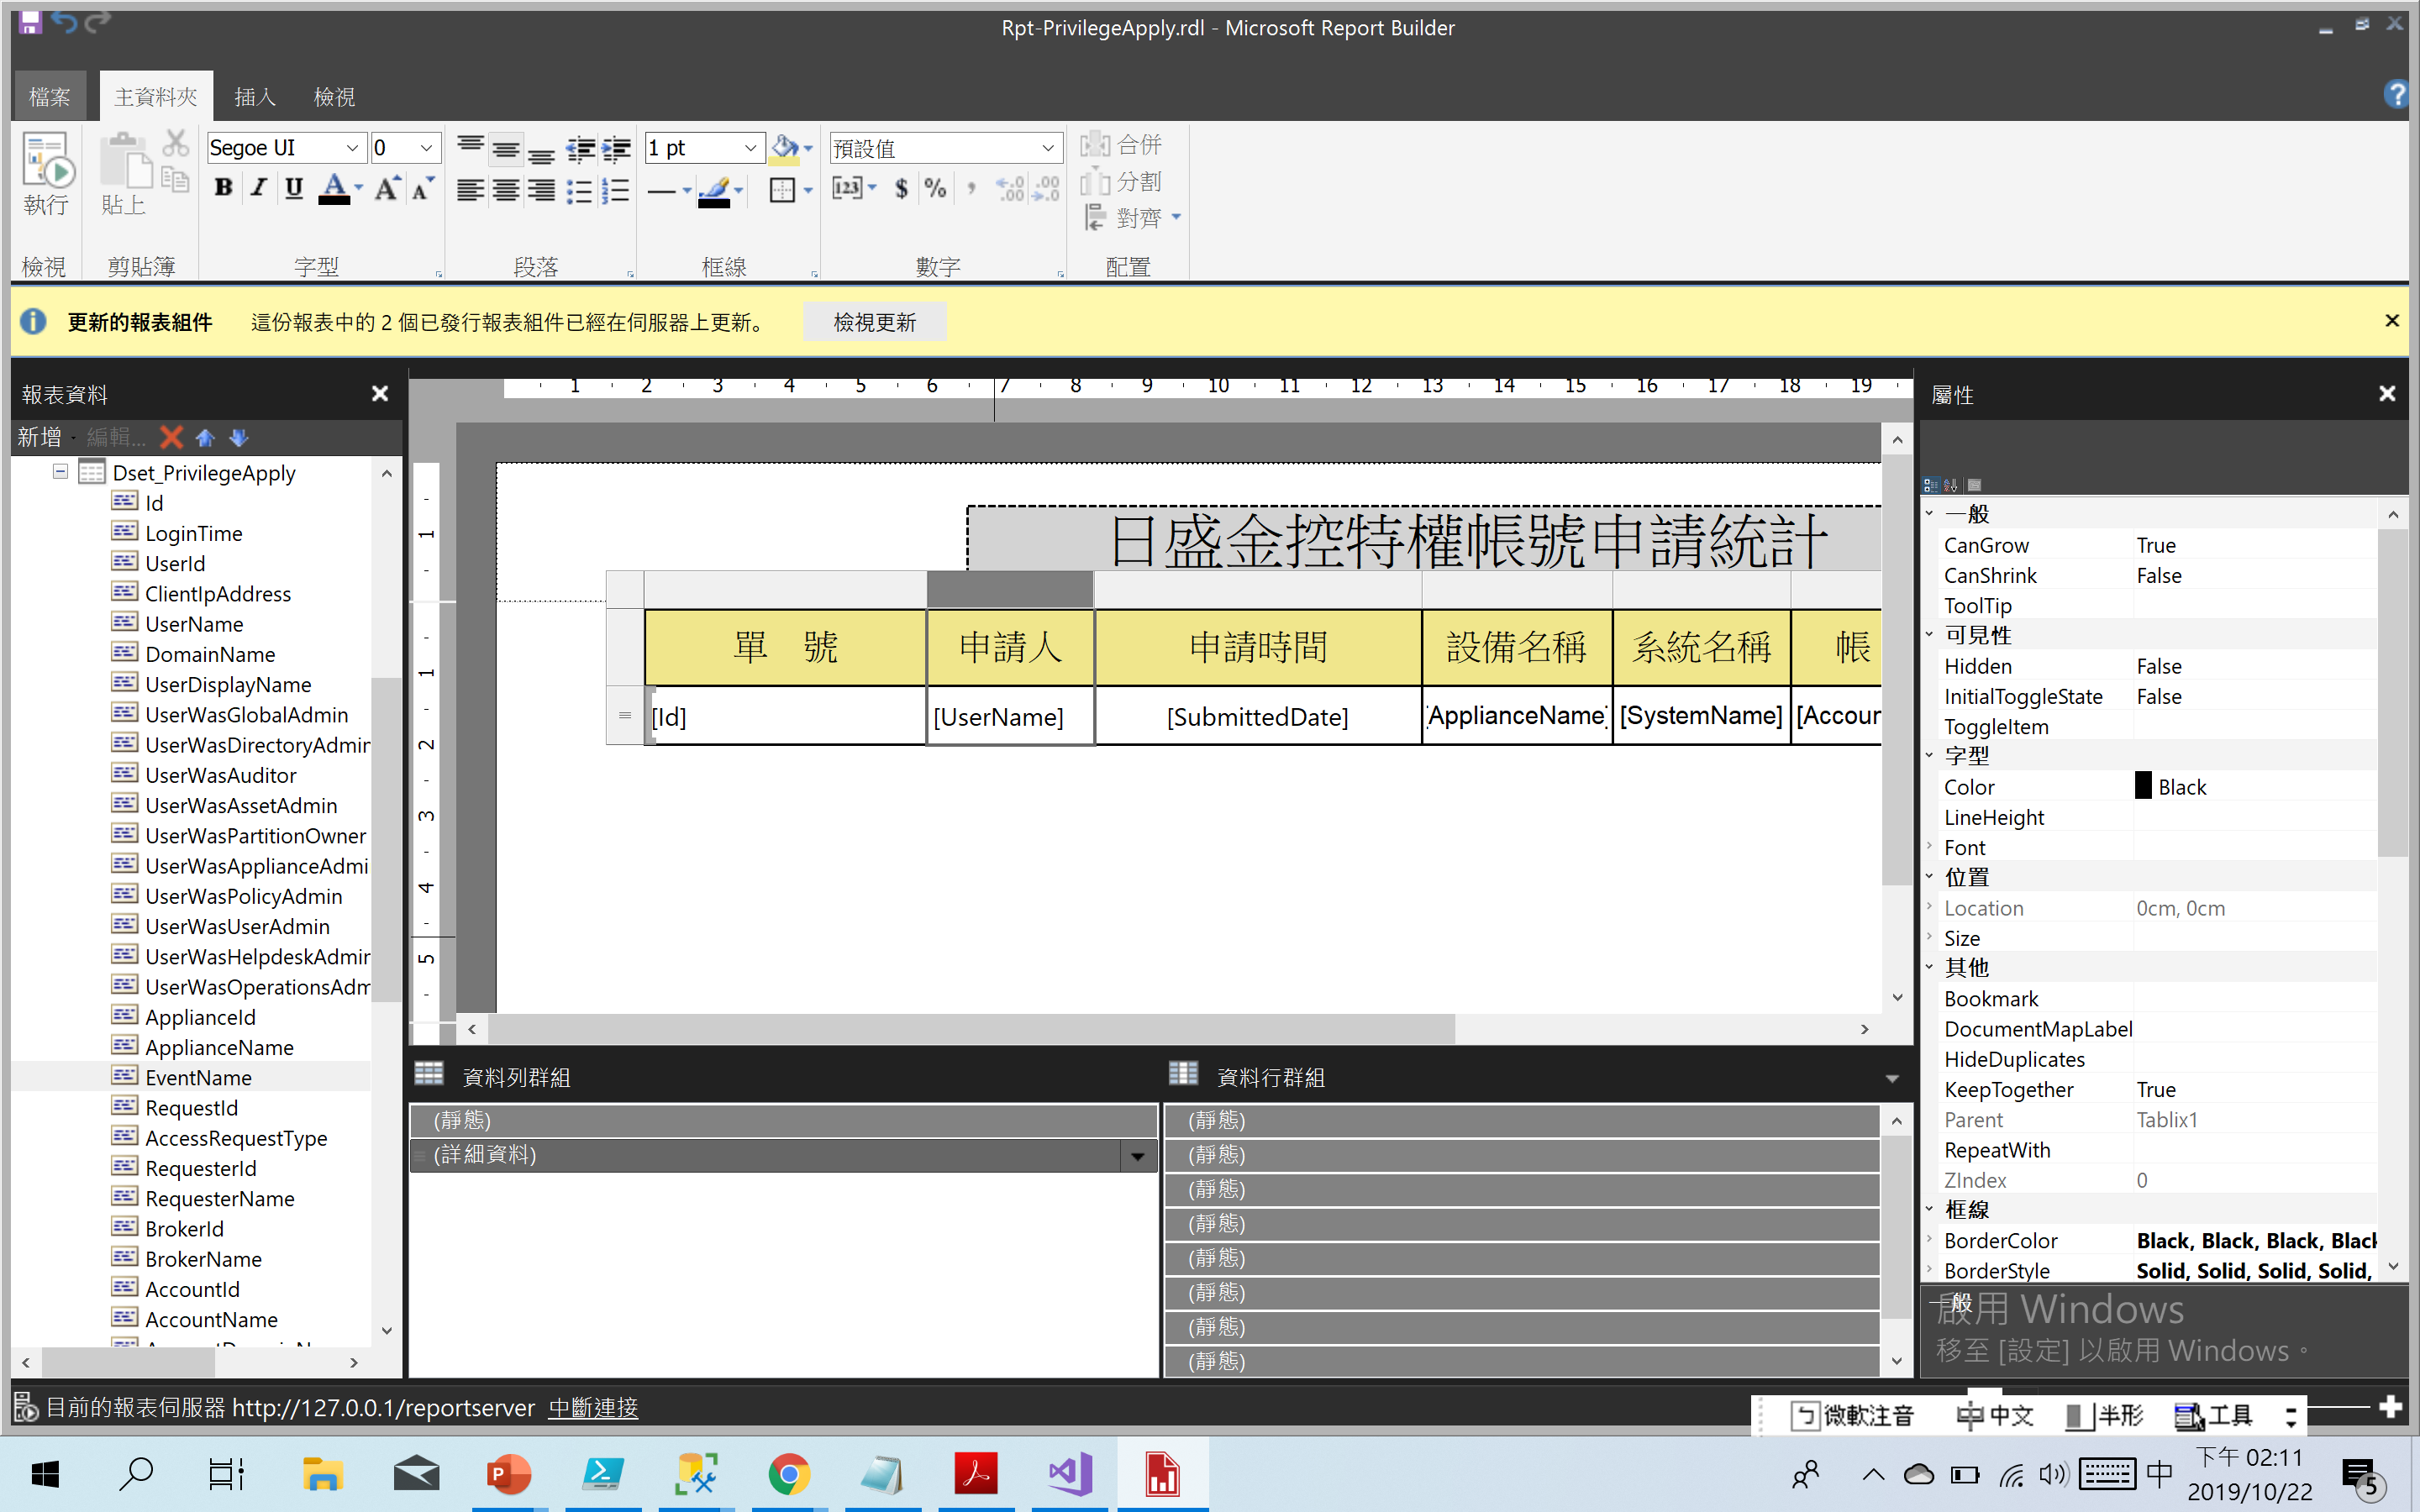 Rpt-PrivilegeApply.rdl - Microsoft Report Builder
檔案
主資料夾
插入
檢視
執行
檢視
貼上
剪貼簿
Segoe UI
0
B I U A A A
字型
段落
1 pt
框線
預設值
[123] $ % ,
數字
合併
分割
對齊
配置
更新的報表組件
這份報表中的 2 個已發行報表組件已經在伺服器上更新。
檢視更新
報表資料
新增
編輯...
Dset_PrivilegeApply
Id
LoginTime
UserId
ClientIpAddress
UserName
DomainName
UserDisplayName
UserWasGlobalAdmin
UserWasDirectoryAdmin
UserWasAuditor
UserWasAssetAdmin
UserWasPartitionOwner
UserWasApplianceAdmi
UserWasPolicyAdmin
UserWasUserAdmin
UserWasHelpdeskAdmin
UserWasOperationsAdm
ApplianceId
ApplianceName
EventName
RequestId
AccessRequestType
RequesterId
RequesterName
BrokerId
BrokerName
AccountId
AccountName
1 2 3 4 5 6 7 8 9 10 11 12 13 14 15 16 17 18 19
1
1
2
3
4
5
日盛金控特權帳號申請統計
單 號 申請人 申請時間 設備名稱 系統名稱 帳
[Id] [UserName] [SubmittedDate] [ApplianceName] [SystemName] [Accoun
資料列群組
(靜態)
(詳細資料)
資料行群組
(靜態)
(靜態)
(靜態)
(靜態)
(靜態)
(靜態)
(靜態)
(靜態)
屬性
一般
CanGrow True
CanShrink False
ToolTip
可見性
Hidden False
InitialToggleState False
ToggleItem
字型
Color Black
LineHeight
Font
位置
Location 0cm, 0cm
Size
其他
Bookmark
DocumentMapLabel
HideDuplicates
KeepTogether True
Parent Tablix1
RepeatWith
ZIndex 0
框線
BorderColor Black, Black, Black, Black
BorderStyle Solid, Solid, Solid, Solid,
一般
啟用 Windows
移至 [設定] 以啟用 Windows。
目前的報表伺服器 http://127.0.0.1/reportserver 中斷連接
ㄅ 微軟注音 中 中文 半形 工具
中
下午 02:11
2019/10/22
5